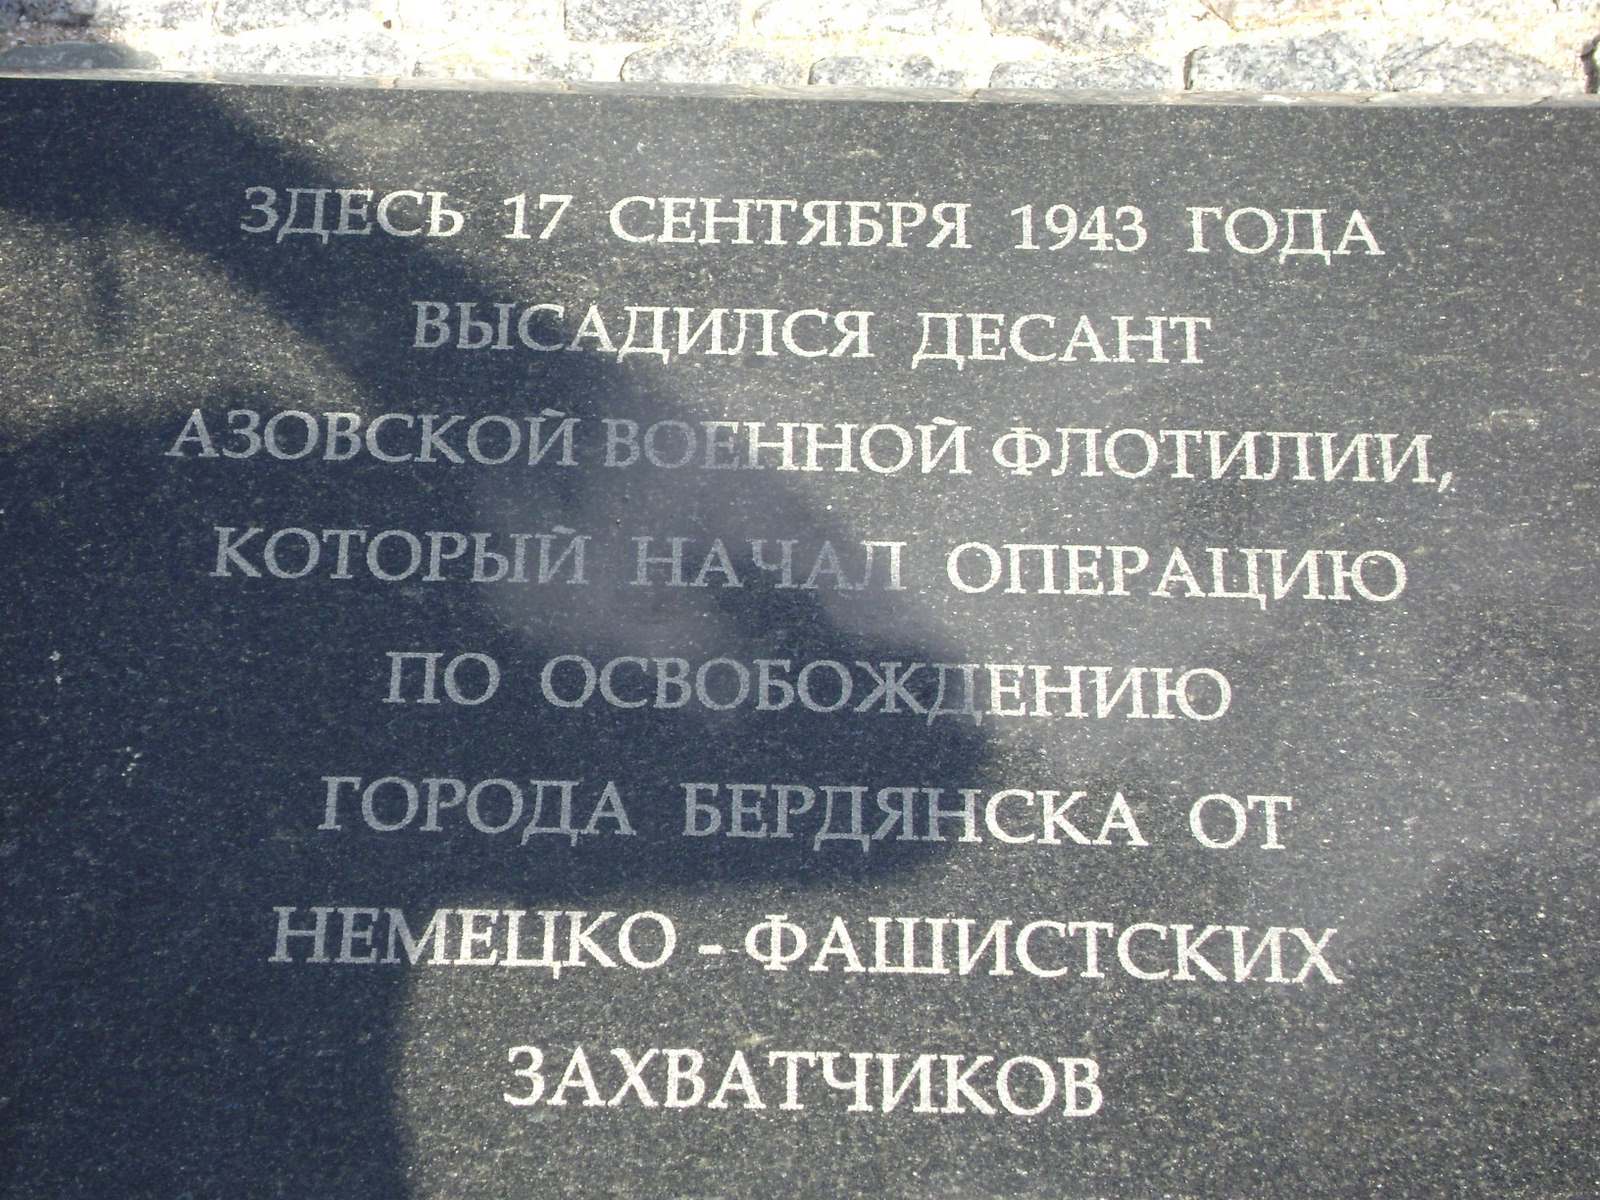 ЗДЕСЬ 17 СЕНТЯБРЯ 1943 ГОДА
ВЫСАДИЛСЯ ДЕСАНТ
АЗОВСКОЙ ВОЕННОЙ ФЛОТИЛИИ,
КОТОРЫЙ НАЧАЛ ОПЕРАЦИЮ
ПО ОСВОБОЖДЕНИЮ
ГОРОДА БЕРДЯНСКА ОТ
НЕМЕЦКО - ФАШИСТСКИХ
ЗАХВАТЧИКОВ